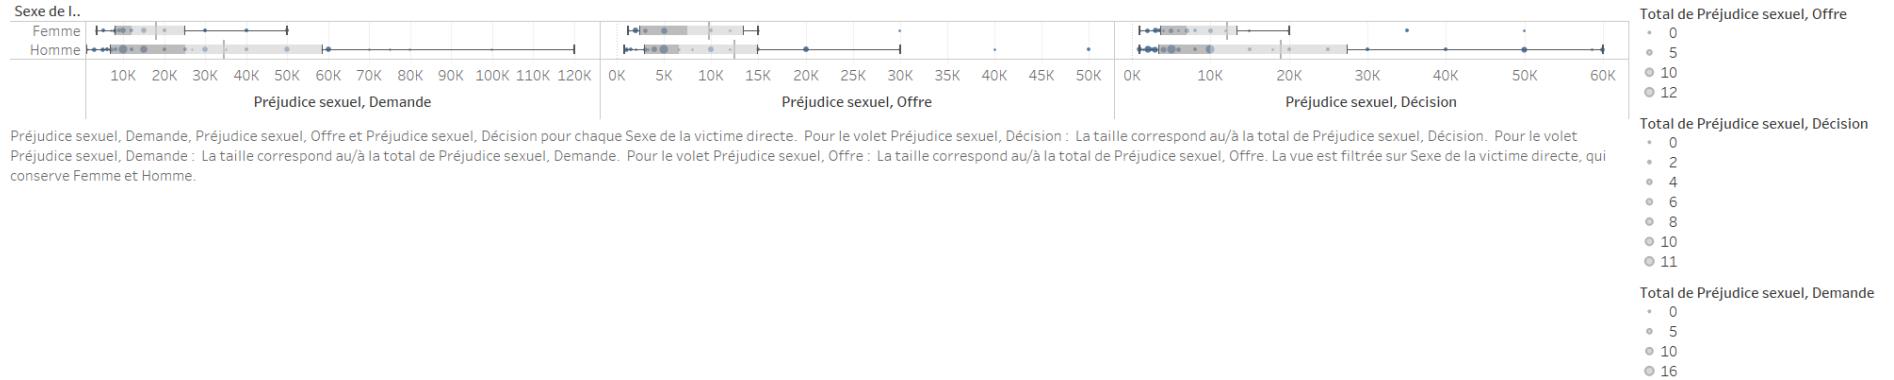 Sexe de l..
Femme
Homme
10K 20K 30K 40K 50K 60K 70K 80K 90K 100K 110K 120K
0K 5K 10K 15K 20K 25K 30K 35K 40K 45K 50K
0K 10K 20K 30K 40K 50K 60K
Préjudice sexuel, Demande
Préjudice sexuel, Offre
Préjudice sexuel, Décision
Préjudice sexuel, Demande, Préjudice sexuel, Offre et Préjudice sexuel, Décision pour chaque Sexe de la victime directe. Pour le volet Préjudice sexuel, Décision : La taille correspond au/à la total de Préjudice sexuel, Décision. Pour le volet
Préjudice sexuel, Demande : La taille correspond au/à la total de Préjudice sexuel, Demande. Pour le volet Préjudice sexuel, Offre : La taille correspond au/à la total de Préjudice sexuel, Offre. La vue est filtrée sur Sexe de la victime directe, qui
conserve Femme et Homme.
Total de Préjudice sexuel, Offre
0
5
10
12
Total de Préjudice sexuel, Décision
0
2
4
6
8
10
11
Total de Préjudice sexuel, Demande
0
5
10
16